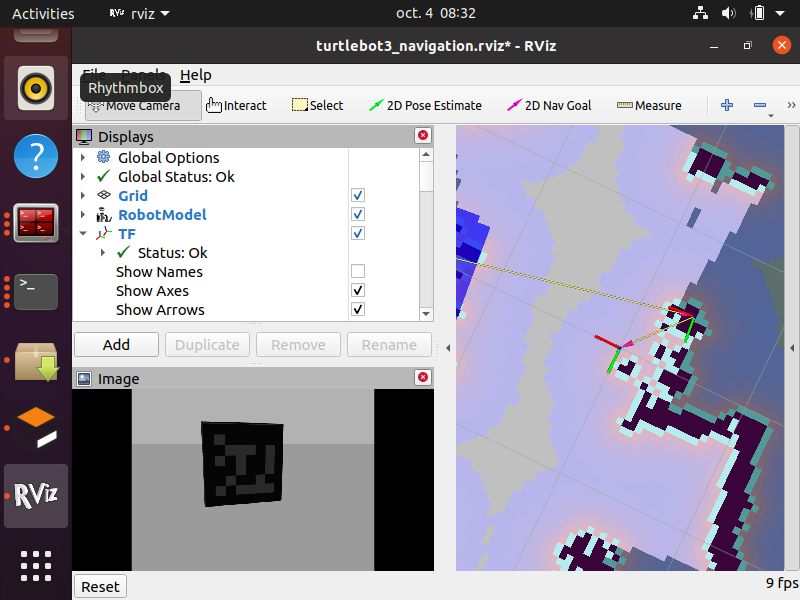 Activities RViz rviz oct. 4 08:32
turtlebot3_navigation.rviz* - RViz
File Panels Help
Rhythmbox
Move Camera Interact Select 2D Pose Estimate 2D Nav Goal Measure »
Displays
Global Options
Global Status: Ok
Grid
RobotModel
TF
Status: Ok
Show Names
Show Axes
Show Arrows
Add Duplicate Remove Rename
Image
RViz
Reset
9 fps